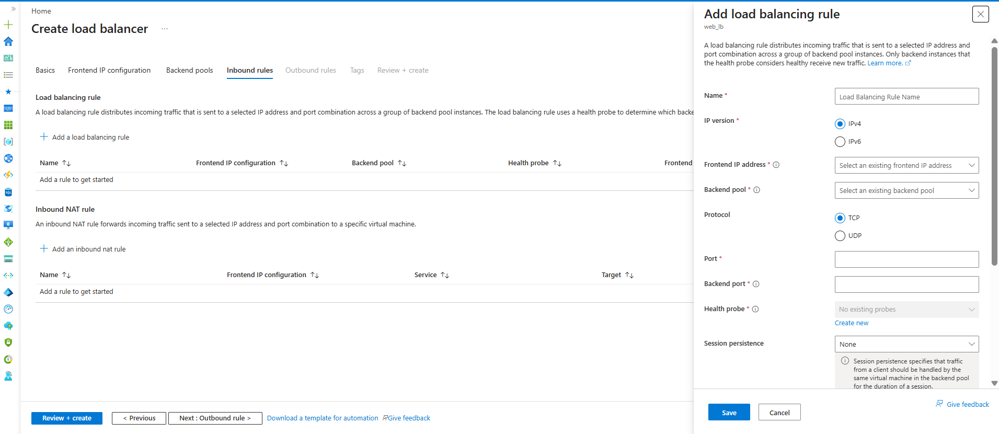 Home
Create load balancer ...
Basics Frontend IP configuration Backend pools Inbound rules Outbound rules Tags Review + create
Load balancing rule
A load balancing rule distributes incoming traffic that is sent to a selected IP address and port combination across a group of backend pool instances. The load balancing rule uses a health probe to determine which backe
+ Add a load balancing rule
Name ↑↓ Frontend IP configuration ↑↓ Backend pool ↑↓ Health probe ↑↓ Frontend
Add a rule to get started
Inbound NAT rule
An inbound NAT rule forwards incoming traffic sent to a selected IP address and port combination to a specific virtual machine.
+ Add an inbound nat rule
Name ↑↓ Frontend IP configuration ↑↓ Service ↑↓ Target ↑↓
Add a rule to get started
Review + create < Previous Next : Outbound rule > Download a template for automation Give feedback
Add load balancing rule
web_lb
A load balancing rule distributes incoming traffic that is sent to a selected IP address and
port combination across a group of backend pool instances. Only backend instances that
the health probe considers healthy receive new traffic. Learn more.
Name * Load Balancing Rule Name
IP version * IPv4
IPv6
Frontend IP address * Select an existing frontend IP address
Backend pool * Select an existing backend pool
Protocol TCP
UDP
Port *
Backend port *
Health probe * No existing probes
Create new
Session persistence None
Session persistence specifies that traffic
from a client should be handled by the
same virtual machine in the backend pool
for the duration of a session.
Give feedback
Save Cancel